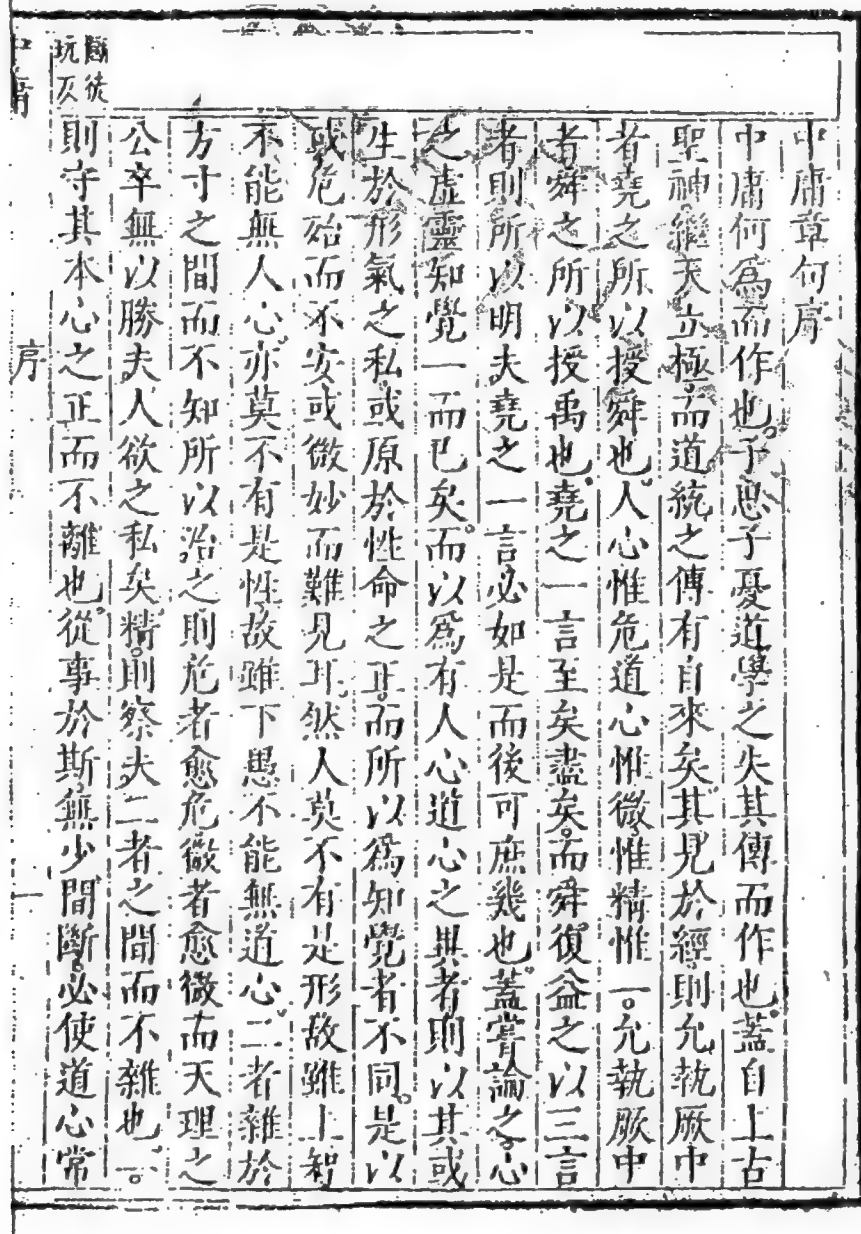 中庸章句序
中庸何爲而作也。子思子憂道學之失其傳而作也。蓋自上古
聖神繼天立極。而道統之傳有自來矣。其見於經。則允執厥中
者。堯之所以授舜也。人心惟危道心惟微。惟精惟一。允執厥中
者。舜之所以授禹也。堯之一言至矣盡矣。而舜復益之以三言
者則所以明夫堯之一言必如是而後可庶幾也。蓋嘗論之。心
之虛靈知覺一而已矣。而以爲有人心道心之異者。則以其或
生於形氣之私。或原於性命之正。而所以爲知覺者不同。是以
或危殆而不安或微妙而難見耳。然人莫不有是形故雖上智
不能無人心。亦莫不有是性。故雖下愚不能無道心。二者雜於
方寸之間而不知所以治之則危者愈危微者愈微而天理之
公卒無以勝夫人欲之私矣。精。則察夫二者之間而不雜也。一。
則守其本心之正而不離也。從事於斯。無少間斷。必使道心常
斷徒
玩反
中庸
序
一